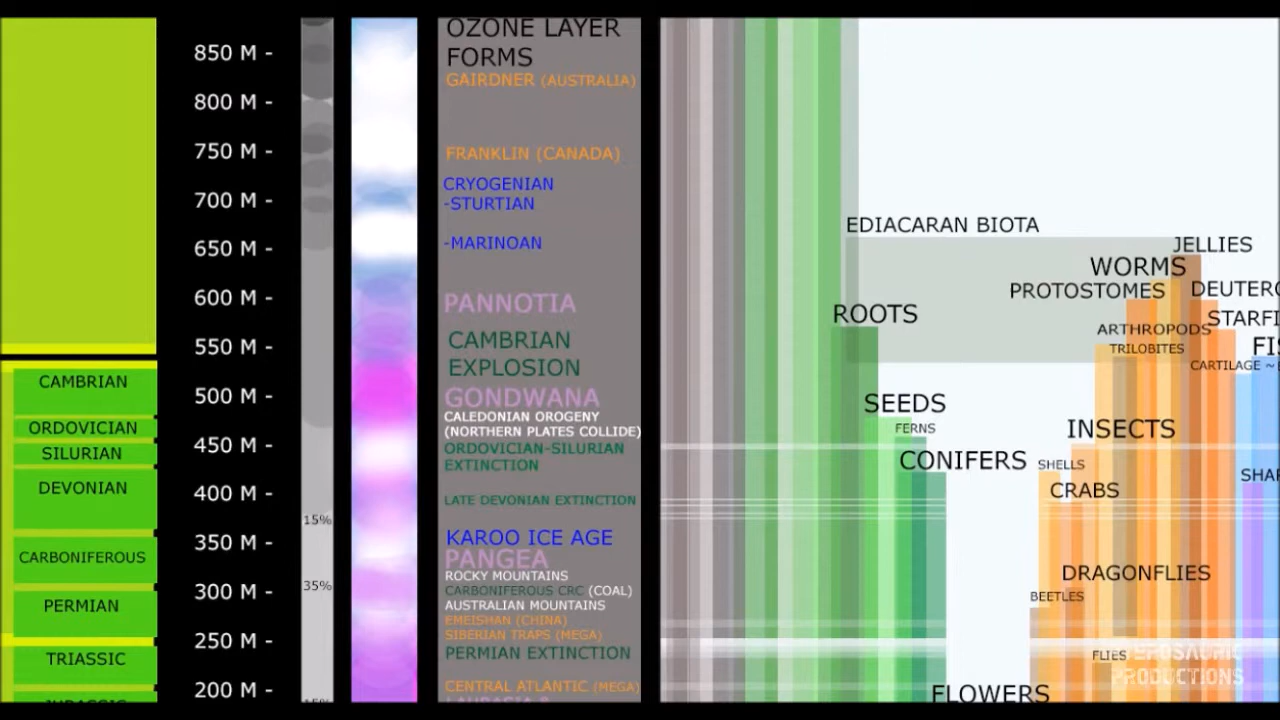 CAMBRIAN
ORDOVICIAN
SILURIAN
DEVONIAN
CARBONIFEROUS
PERMIAN
TRIASSIC
JURASSIC
850 M -
800 M -
750 M -
700 M -
650 M -
600 M -
550 M -
500 M -
450 M -
400 M -
350 M -
300 M -
250 M -
200 M -
15%
35%
15%
OZONE LAYER
FORMS
GAIRDNER (AUSTRALIA)
FRANKLIN (CANADA)
CRYOGENIAN
-STURTIAN
-MARINOAN
PANNOTIA
CAMBRIAN
EXPLOSION
GONDWANA
CALEDONIAN OROGENY
(NORTHERN PLATES COLLIDE)
ORDOVICIAN-SILURIAN
EXTINCTION
LATE DEVONIAN EXTINCTION
KAROO ICE AGE
PANGEA
ROCKY MOUNTAINS
CARBONIFEROUS CRC (COAL)
AUSTRALIAN MOUNTAINS
EMEISHAN (CHINA)
SIBERIAN TRAPS (MEGA)
PERMIAN EXTINCTION
CENTRAL ATLANTIC (MEGA)
LAURASIA &
EDIACARAN BIOTA
JELLIES
WORMS
PROTOSTOMES
DEUTERO
ROOTS
STARFI
ARTHROPODS
TRILOBITES
FIS
CARTILAGE ~
SEEDS
FERNS
INSECTS
CONIFERS
SHELLS
SHAR
CRABS
DRAGONFLIES
BEETLES
FLIES
PRODUCTIONS
FLOWERS